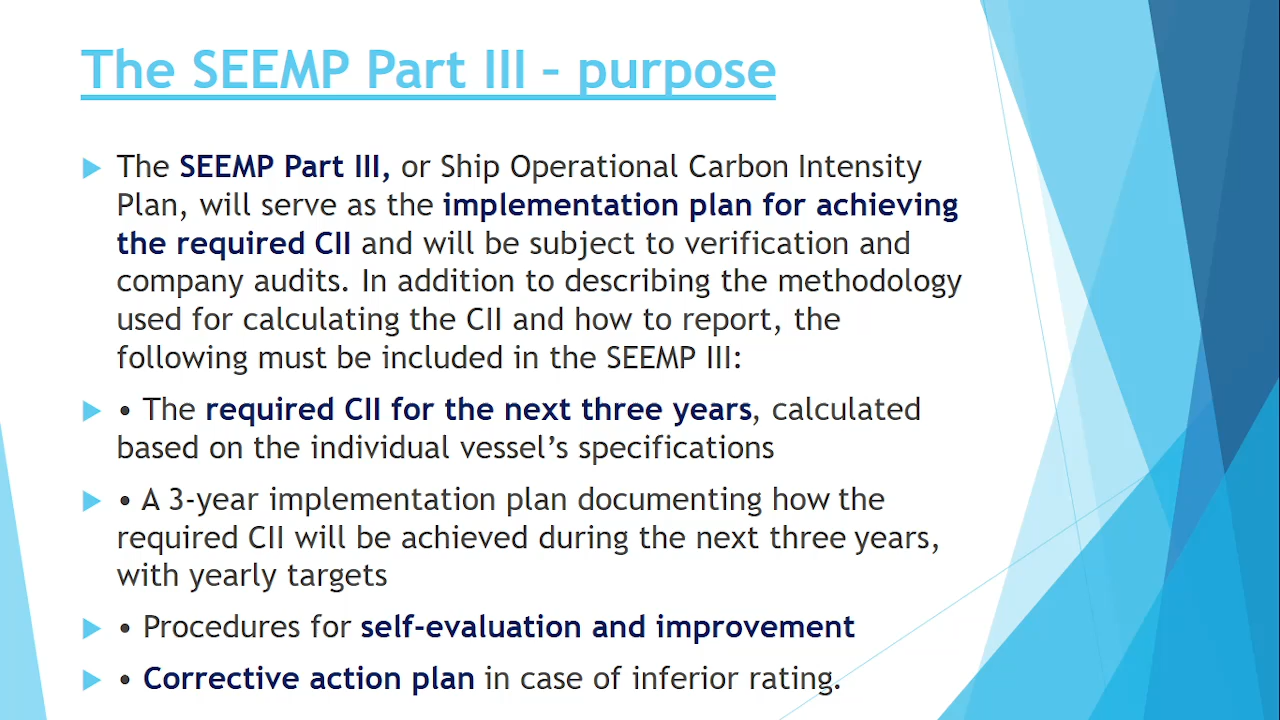 The SEEMP Part III – purpose
The SEEMP Part III, or Ship Operational Carbon Intensity
Plan, will serve as the implementation plan for achieving
the required CII and will be subject to verification and
company audits. In addition to describing the methodology
used for calculating the CII and how to report, the
following must be included in the SEEMP III:
• The required CII for the next three years, calculated
based on the individual vessel’s specifications
• A 3-year implementation plan documenting how the
required CII will be achieved during the next three years,
with yearly targets
• Procedures for self-evaluation and improvement
• Corrective action plan in case of inferior rating.